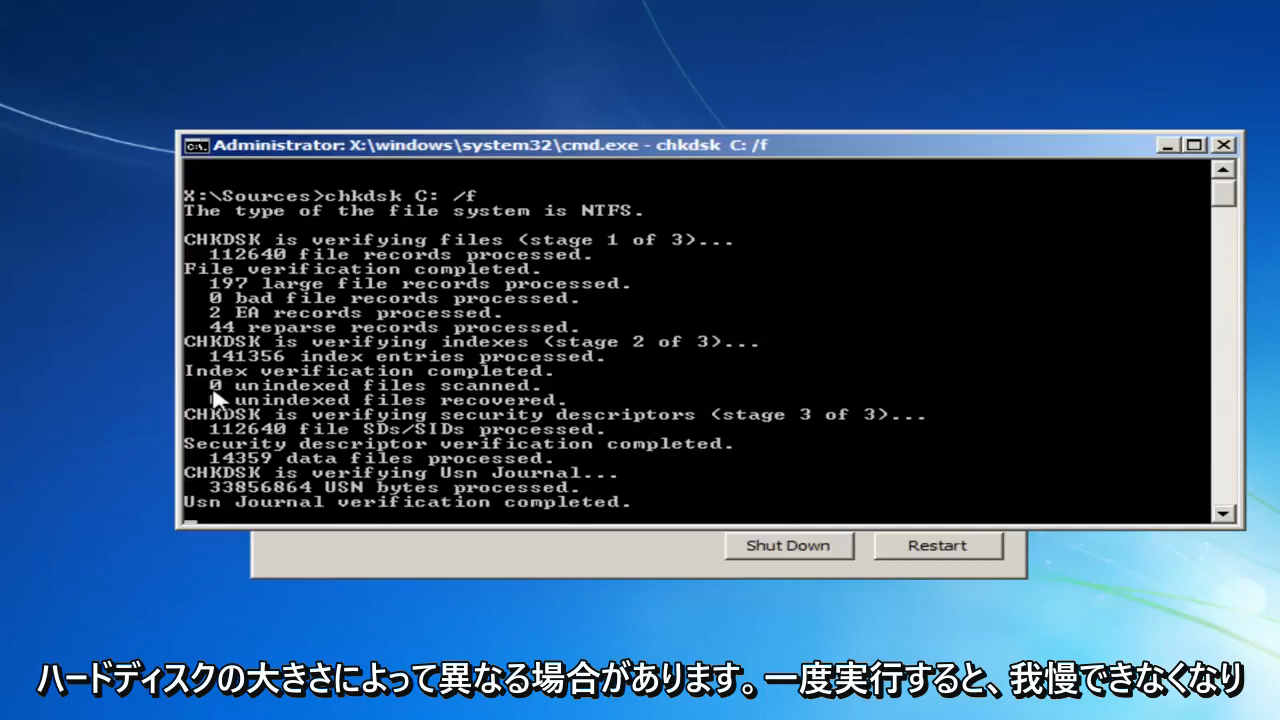 Administrator: X:\windows\system32\cmd.exe - chkdsk  C: /f
X:\Sources>chkdsk C: /f
The type of the file system is NTFS.
CHKDSK is verifying files (stage 1 of 3)...
112640 file records processed.
File verification completed.
197 large file records processed.
0 bad file records processed.
2 EA records processed.
44 reparse records processed.
CHKDSK is verifying indexes (stage 2 of 3)...
141356 index entries processed.
Index verification completed.
0 unindexed files scanned.
unindexed files recovered.
CHKDSK is verifying security descriptors (stage 3 of 3)...
112640 file SDs/SIDs processed.
Security descriptor verification completed.
14359 data files processed.
CHKDSK is verifying Usn Journal...
33856864 USN bytes processed.
Usn Journal verification completed.
Shut Down Restart
ハードディスクの大きさによって異なる場合があります。一度実行すると、我慢できなくなり